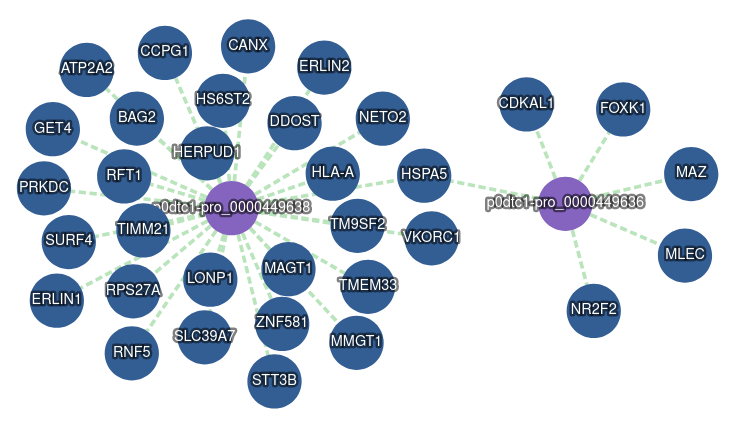 CCPG1
CANX
ATP2A2
ERLIN2
HS6ST2
CDKAL1
FOXK1
BAG2
DDOST
NETO2
GET4
HERPUD1
RFT1
HLA-A
HSPA5
MAZ
PRKDC
p0dtc1-pro_0000449638
p0dtc1-pro_0000449636
TIMM21
TM9SF2
VKORC1
SURF4
MLEC
LONP1
MAGT1
RPS27A
TMEM33
ERLIN1
NR2F2
SLC39A7
ZNF581
MMGT1
RNF5
STT3B